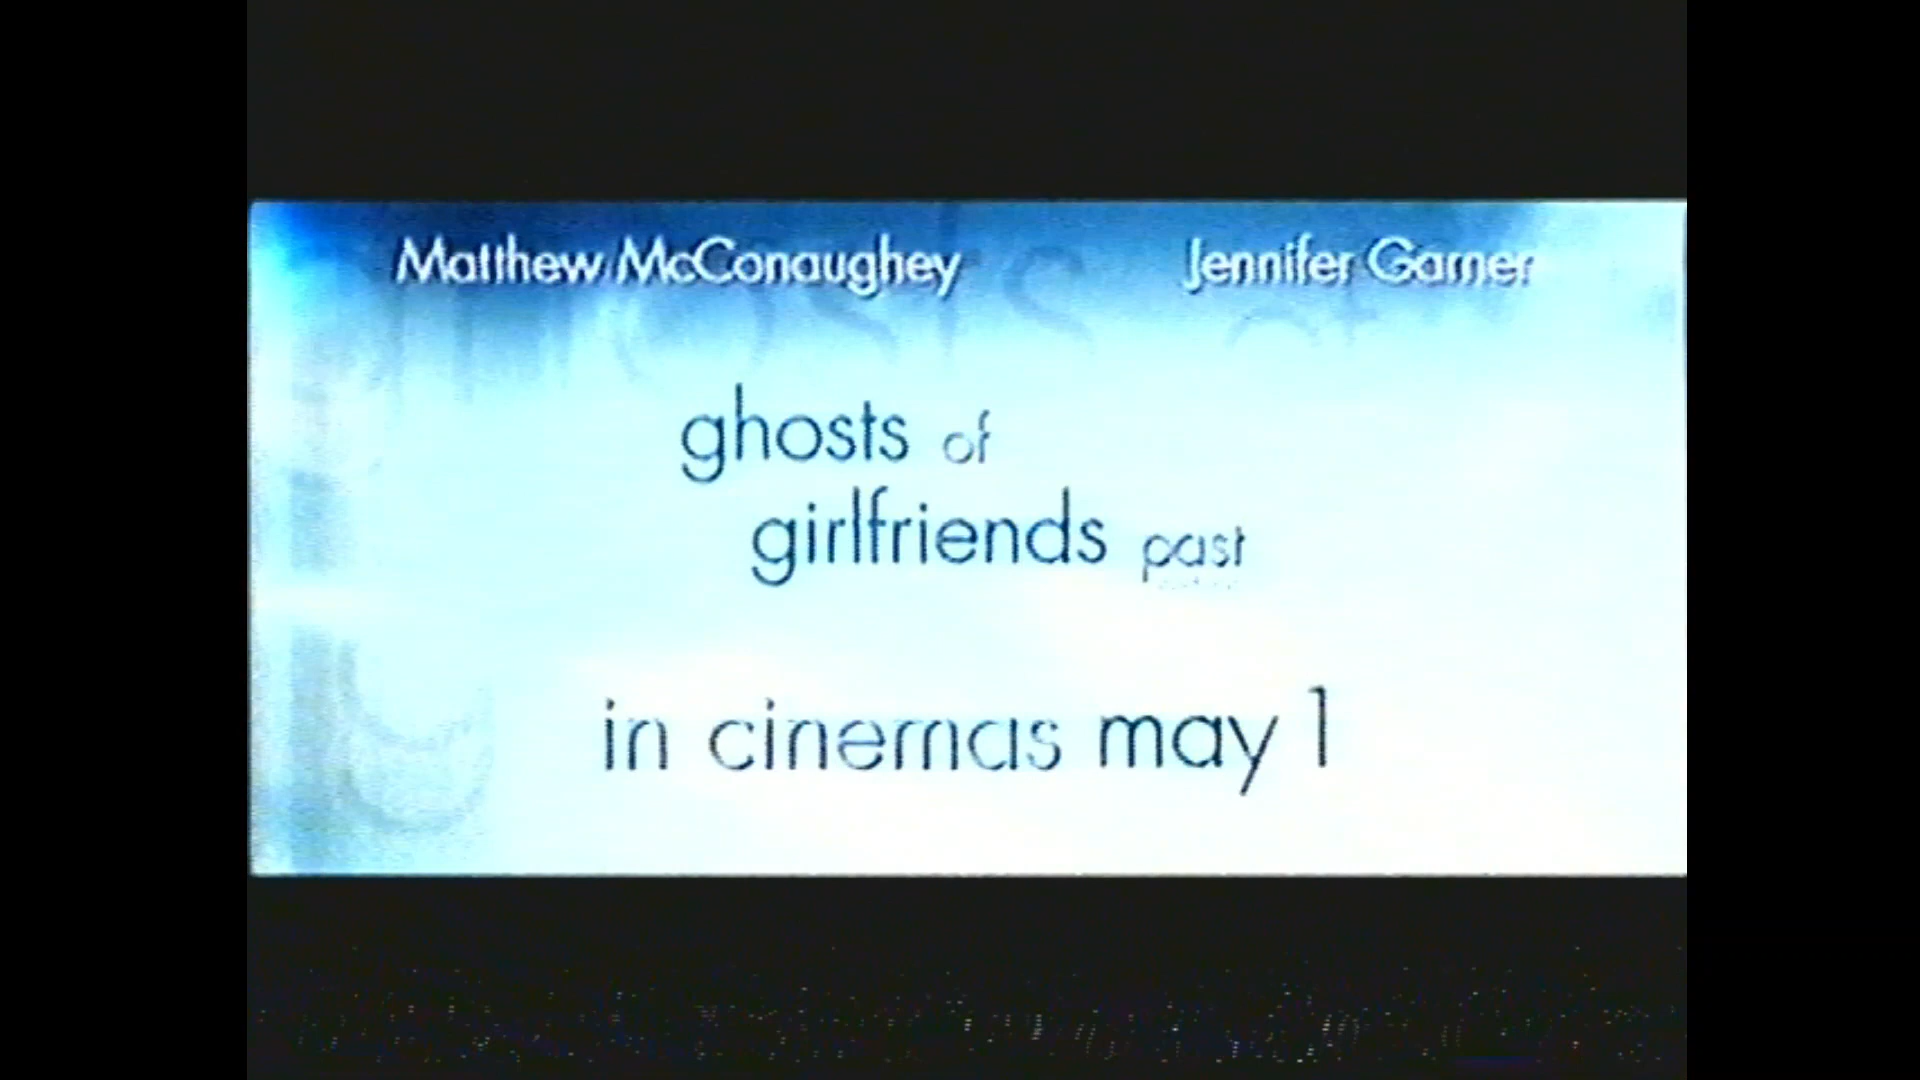 Matthew McConaughey Jennifer Garner
ghosts of
girlfriends past
in cinemas may 1